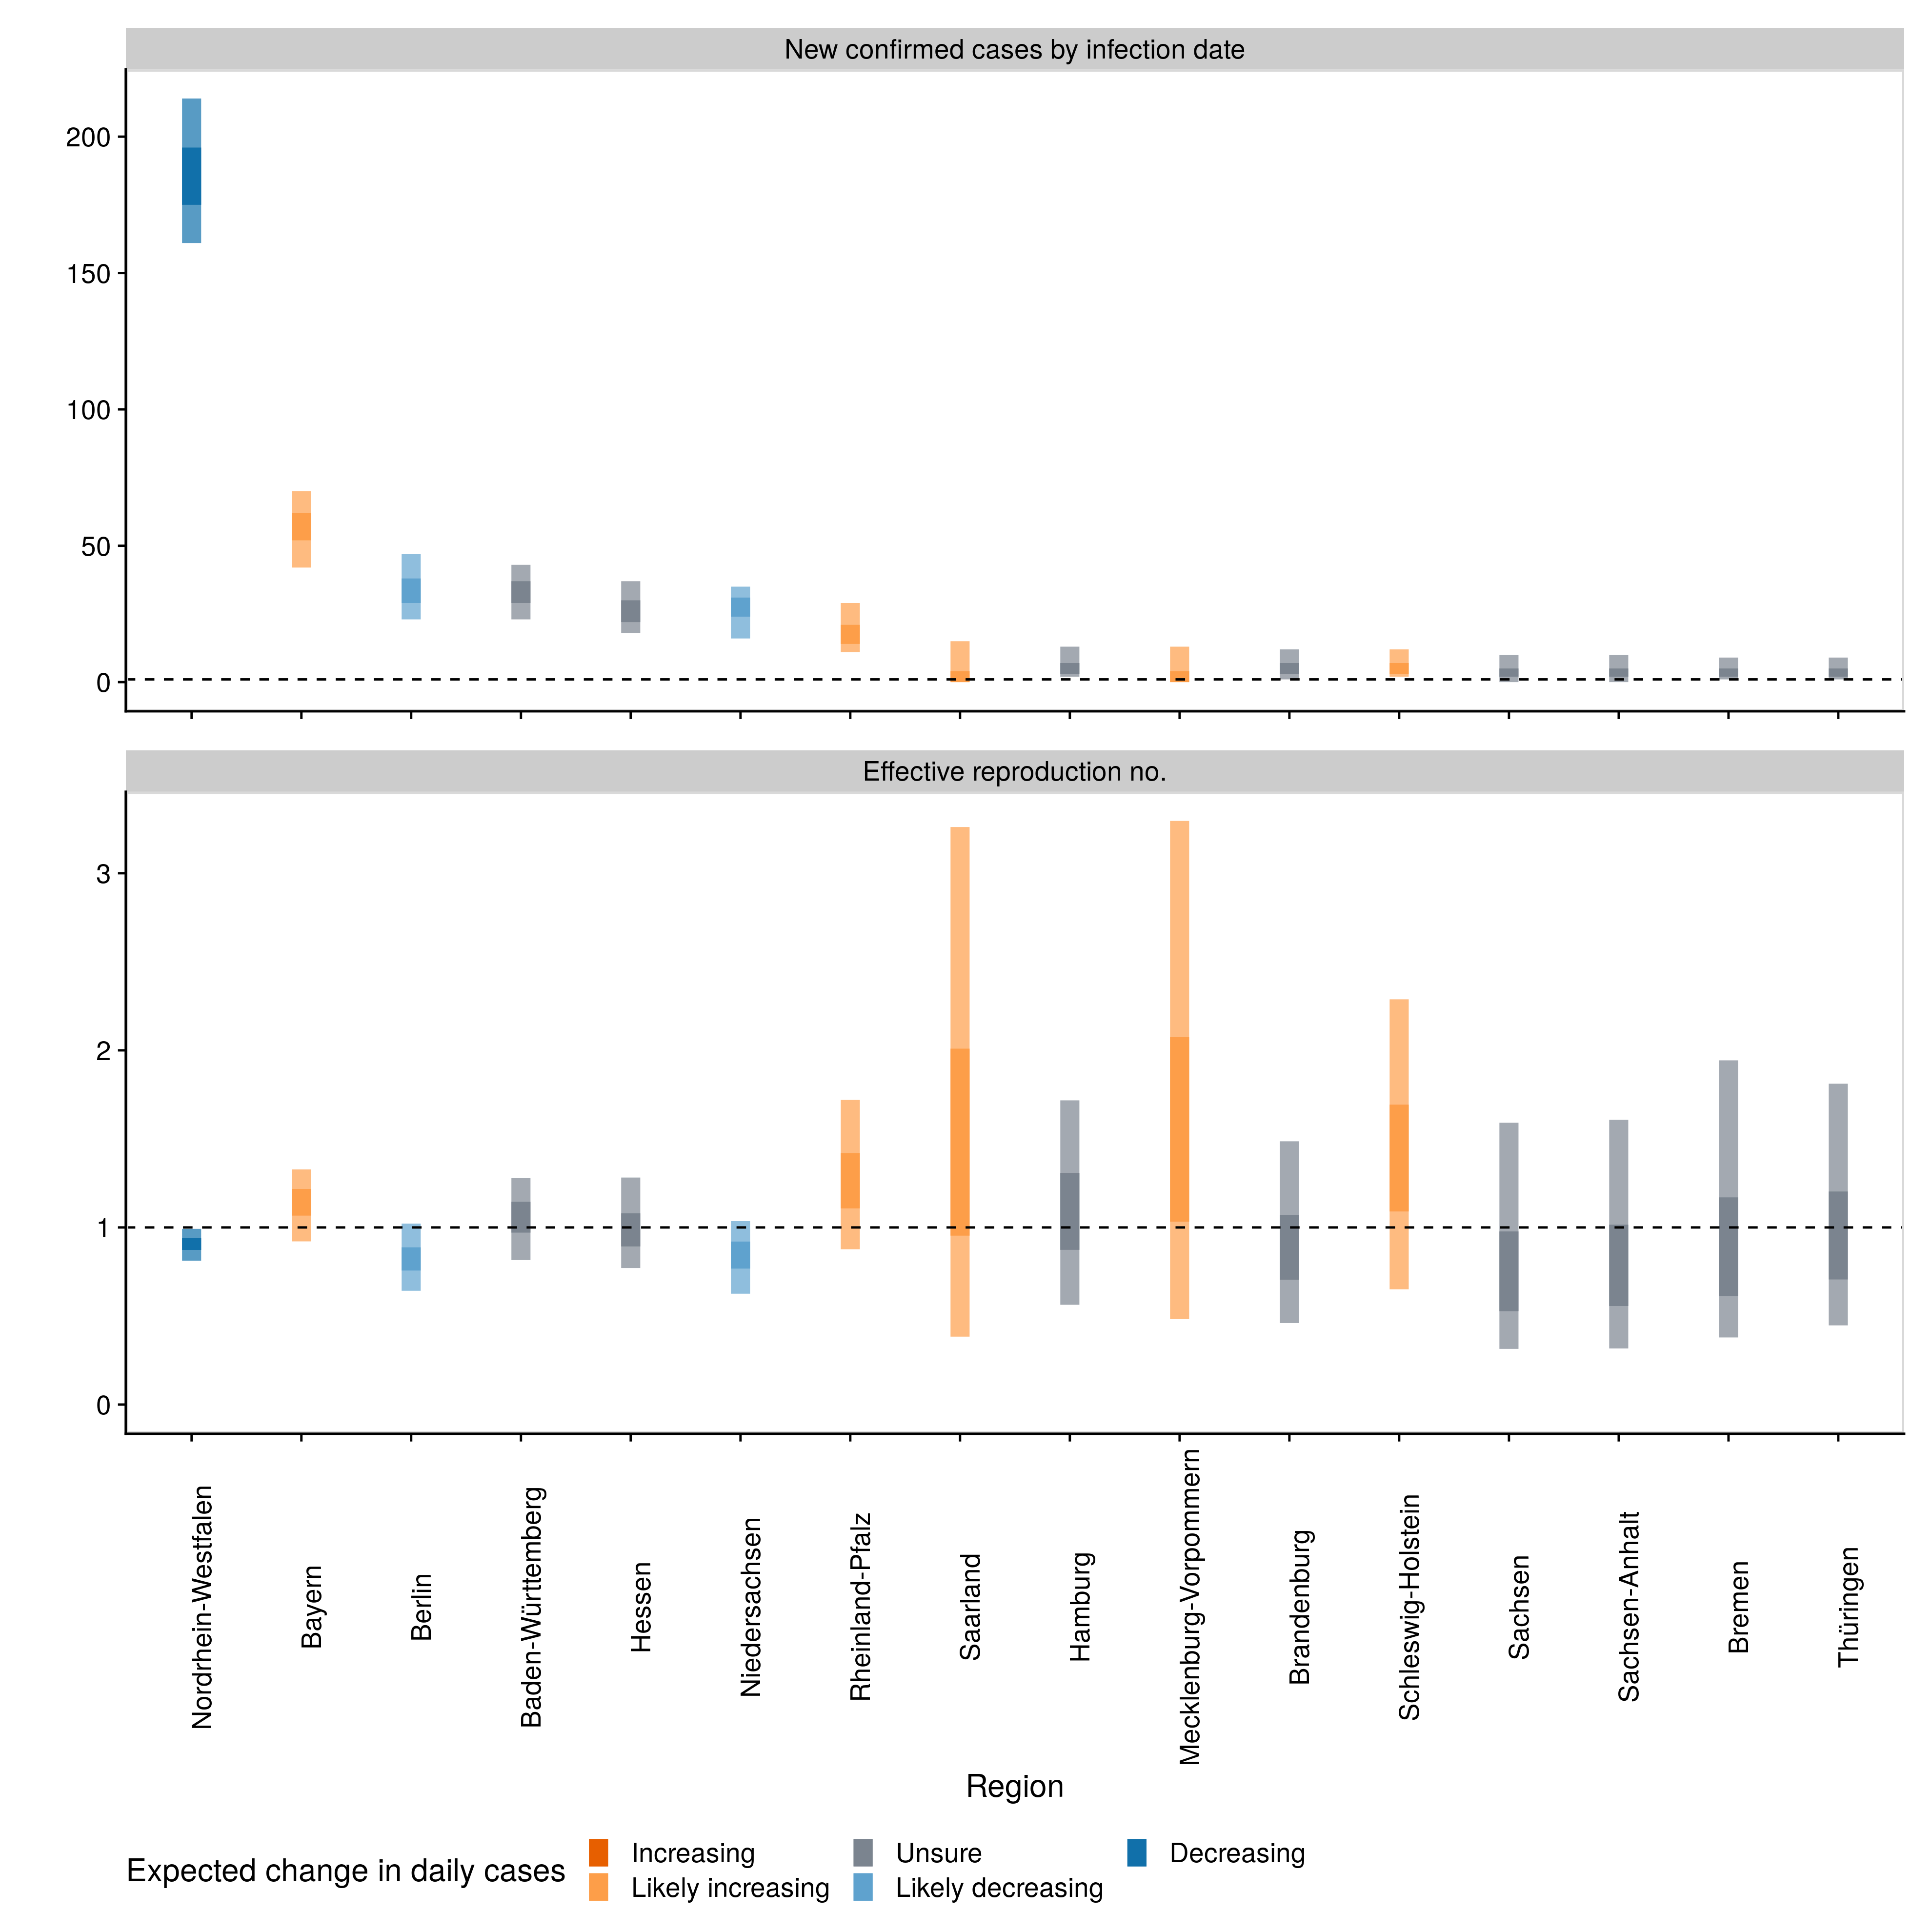 New confirmed cases by infection date
200
150
100
50
0
Effective reproduction no.
3
2
1
0
Nordrhein-Westfalen
Bayern
Berlin
Baden-Württemberg
Hessen
Niedersachsen
Rheinland-Pfalz
Saarland
Hamburg
Mecklenburg-Vorpommern
Brandenburg
Schleswig-Holstein
Sachsen
Sachsen-Anhalt
Bremen
Thüringen
Region
Expected change in daily cases
Increasing
Unsure
Decreasing
Likely increasing
Likely decreasing